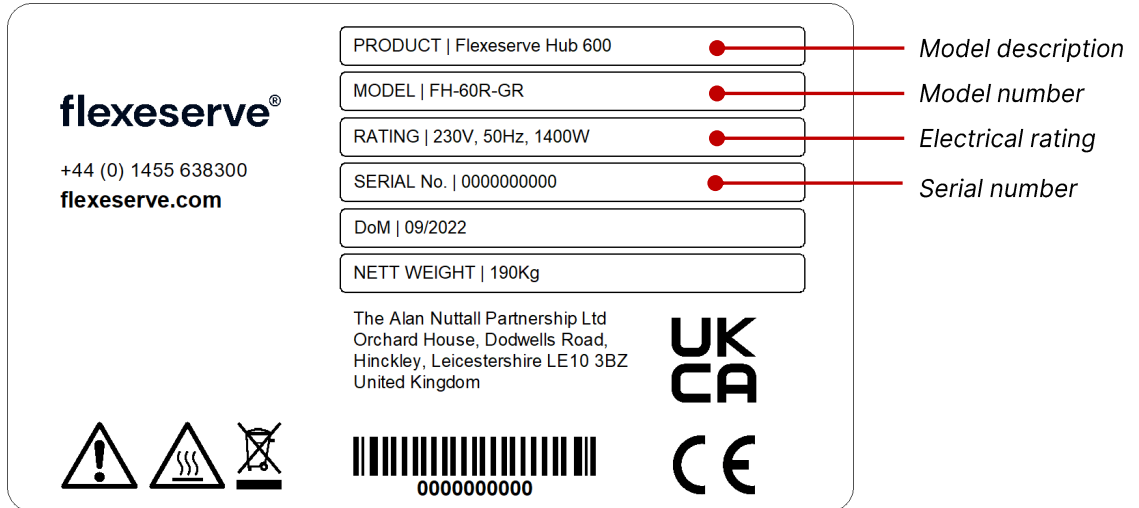 flexeserve®
+44 (0) 1455 638300
flexeserve.com
PRODUCT | Flexeserve Hub 600
MODEL | FH-60R-GR
RATING | 230V, 50Hz, 1400W
SERIAL No. | 0000000000
DoM | 09/2022
NETT WEIGHT | 190Kg
The Alan Nuttall Partnership Ltd
Orchard House, Dodwells Road,
Hinckley, Leicestershire LE10 3BZ
United Kingdom
UK
CA
0000000000
CE
Model description
Model number
Electrical rating
Serial number